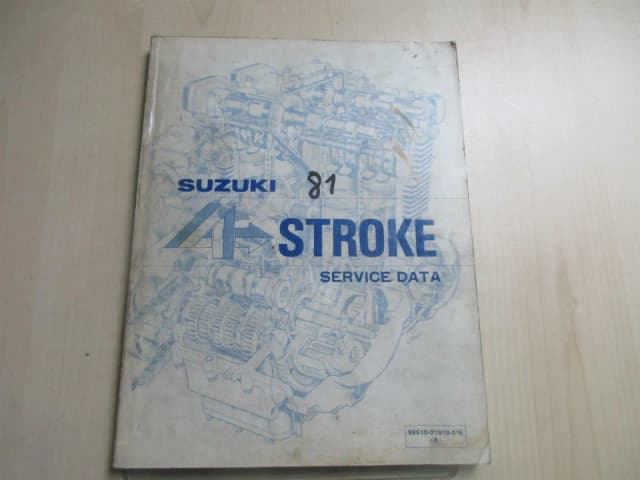 SUZUKI 81
4 STROKE
SERVICE DATA